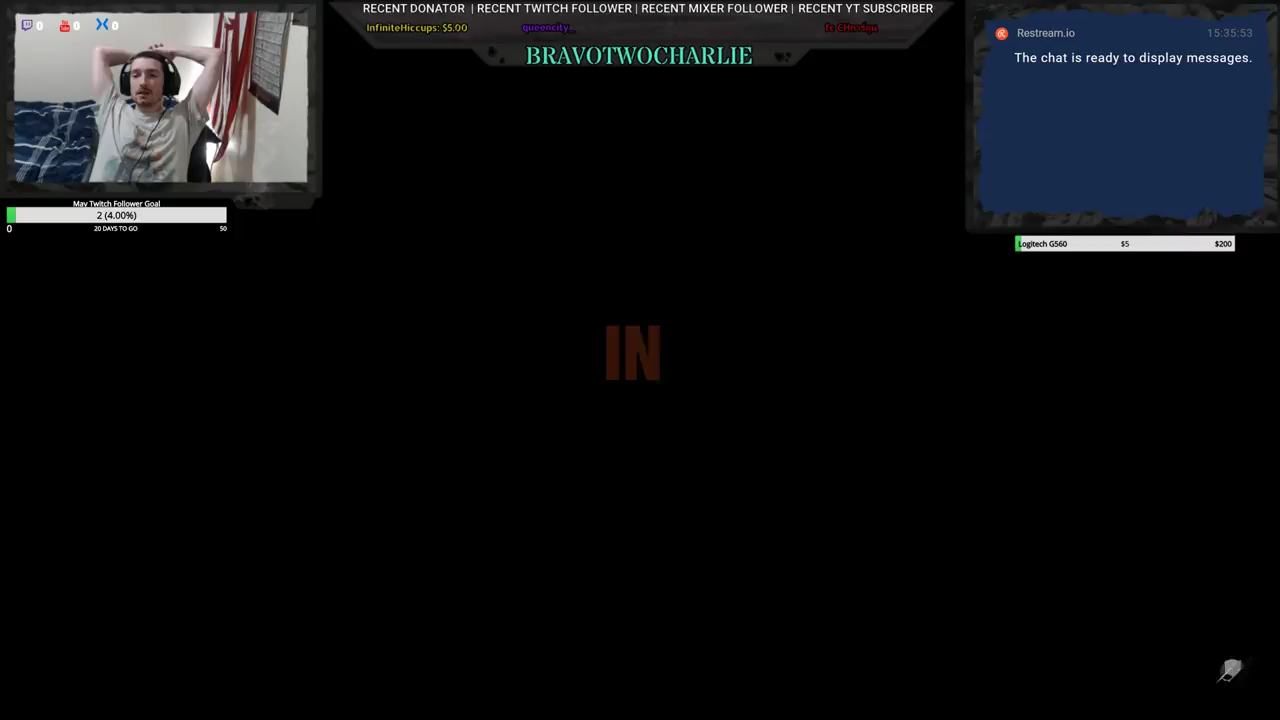 RECENT DONATOR | RECENT TWITCH FOLLOWER | RECENT MIXER FOLLOWER | RECENT YT SUBSCRIBER
InfiniteHiccups: $5.00 queencity_
BRAVOTWOCHARLIE
0 0 0
May Twitch Follower Goal
2 (4.00%)
0 20 DAYS TO GO 50
Restream.io 15:35:53
The chat is ready to display messages.
Logitech G560 $5 $200
IN